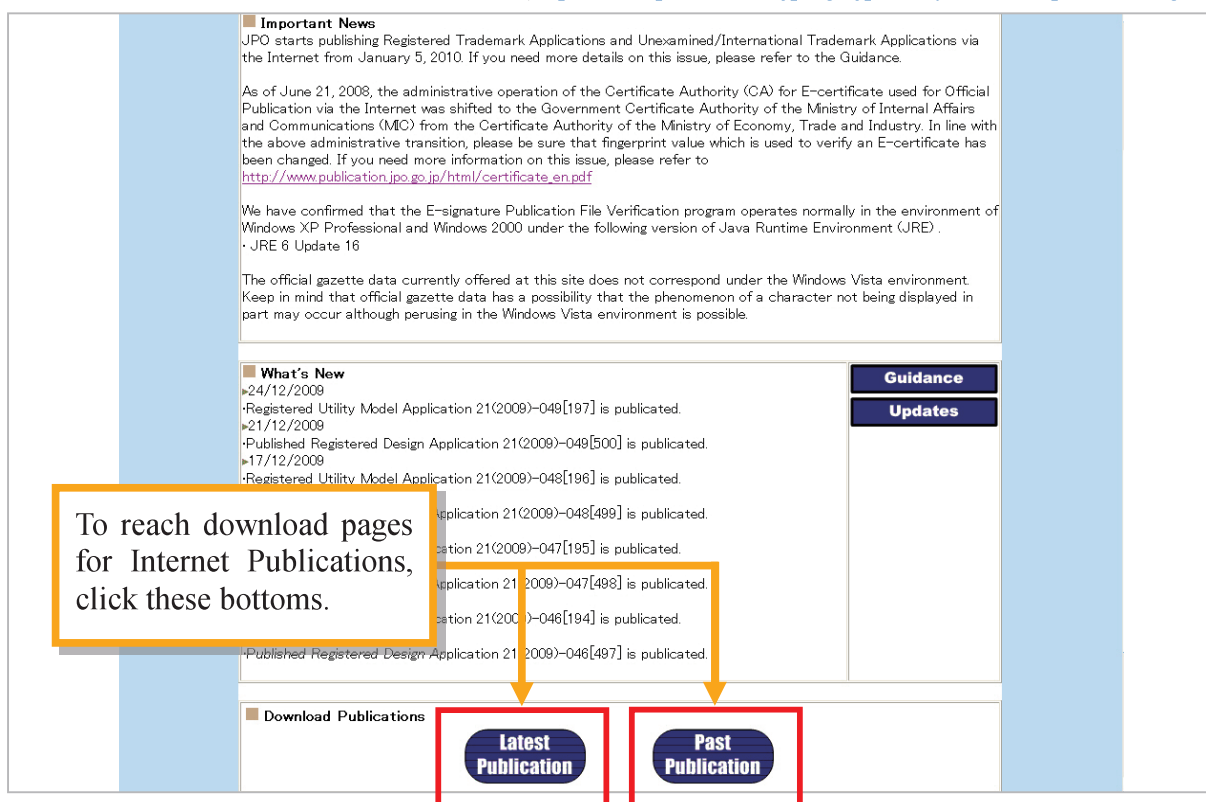 Important News
JPO starts publishing Registered Trademark Applications and Unexamined/International Trademark Applications via
the Internet from January 5, 2010. If you need more details on this issue, please refer to the Guidance.
As of June 21, 2008, the administrative operation of the Certificate Authority (CA) for E-certificate used for Official
Publication via the Internet was shifted to the Government Certificate Authority of the Ministry of Internal Affairs
and Communications (MIC) from the Certificate Authority of the Ministry of Economy, Trade and Industry. In line with
the above administrative transition, please be sure that fingerprint value which is used to verify an E-certificate has
been changed. If you need more information on this issue, please refer to
http://www.publication.jpo.go.jp/html/certificate_en.pdf
We have confirmed that the E-signature Publication File Verification program operates normally in the environment of
Windows XP Professional and Windows 2000 under the following version of Java Runtime Environment (JRE) .
・JRE 6 Update 16
The official gazette data currently offered at this site does not correspond under the Windows Vista environment.
Keep in mind that official gazette data has a possibility that the phenomenon of a character not being displayed in
part may occur although perusing in the Windows Vista environment is possible.
What's New
▶24/12/2009
・Registered Utility Model Application 21(2009)-049[197] is publicated.
▶21/12/2009
・Published Registered Design Application 21(2009)-049[500] is publicated.
▶17/12/2009
・Registered Utility Model Application 21(2009)-048[196] is publicated.
Application 21(2009)-048[499] is publicated.
21(2009)-047[195] is publicated.
Application 21(2009)-047[498] is publicated.
21(2009)-046[194] is publicated.
・Published Registered Design Application 21(2009)-046[497] is publicated.
Guidance
Updates
To reach download pages
for Internet Publications,
click these bottoms.
Download Publications
Latest
Publication
Past
Publication